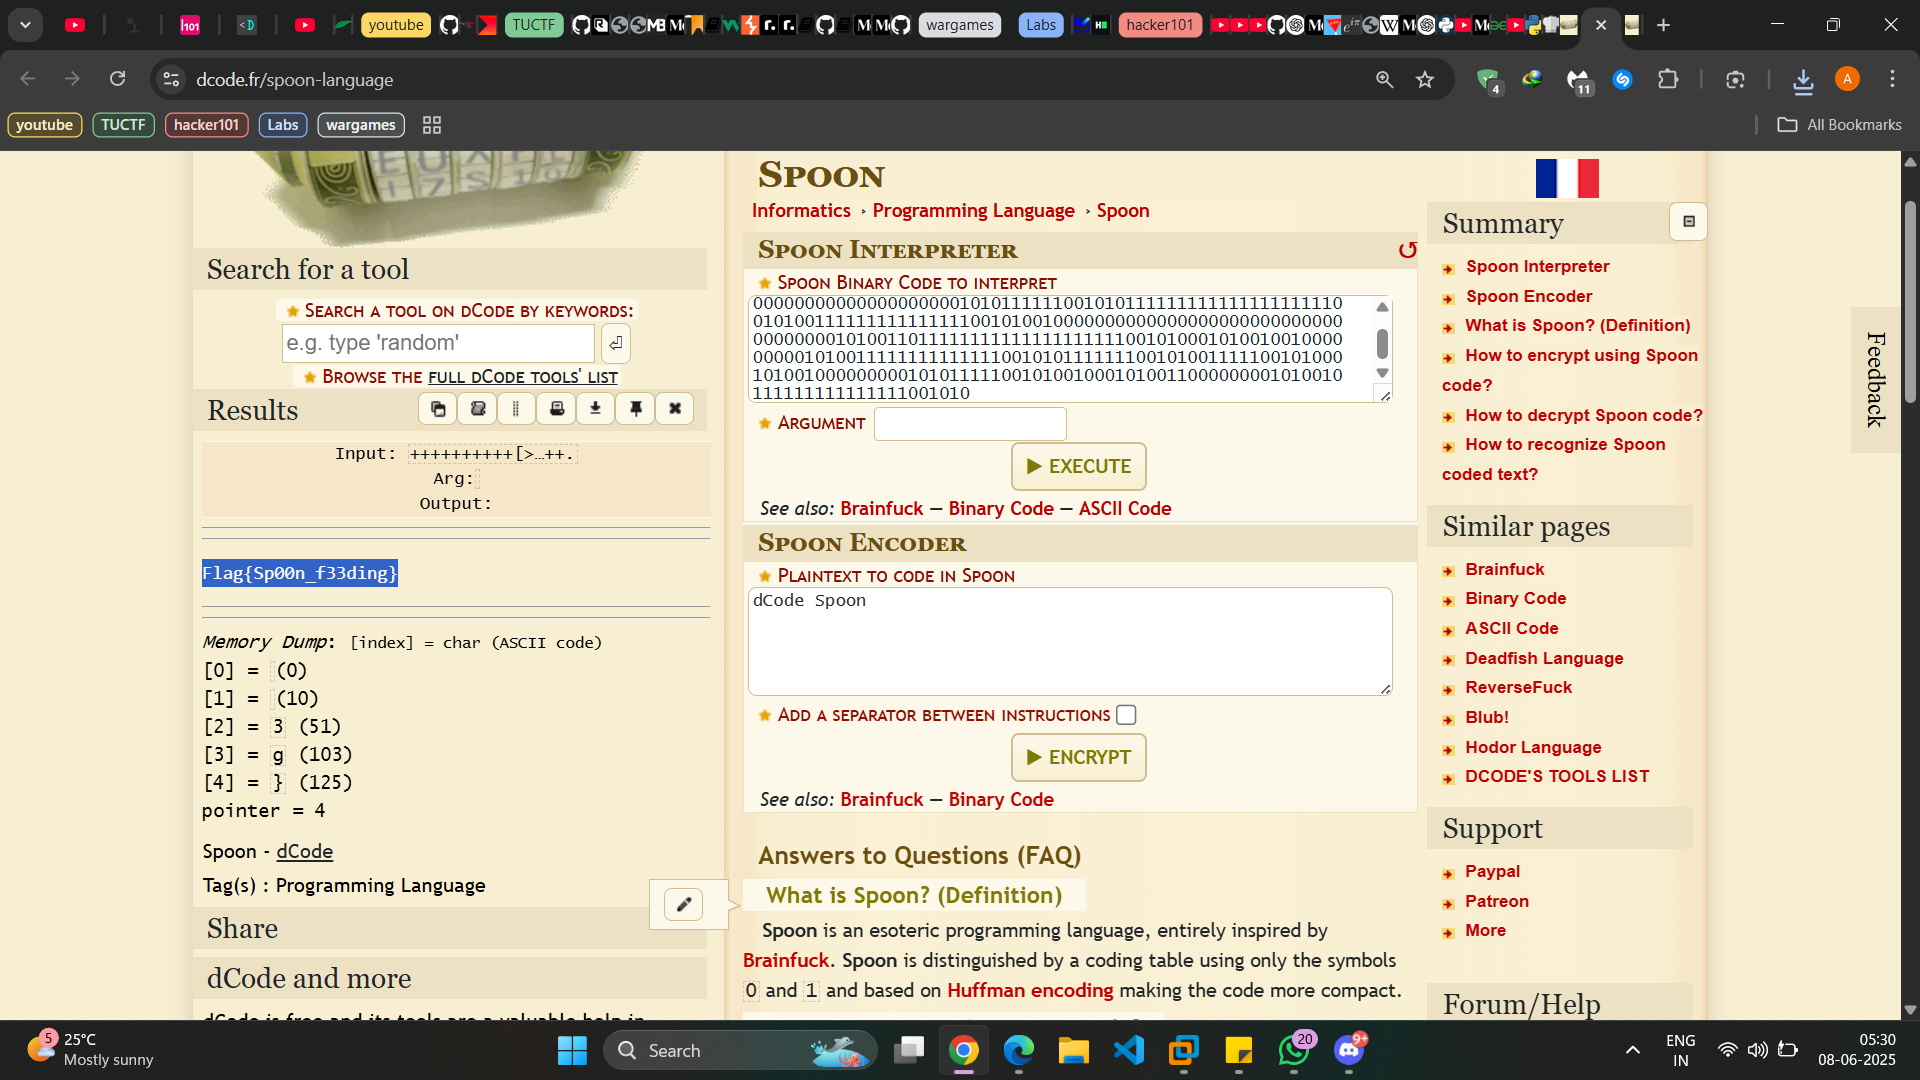 youtube
TUCTF
wargames
Labs
hacker101
dcode.fr/spoon-language
4
11
A
youtube
TUCTF
hacker101
Labs
wargames
All Bookmarks
Search for a tool
★ SEARCH A TOOL ON DCODE BY KEYWORDS:
e.g. type 'random'
★ BROWSE THE FULL DCODE TOOLS' LIST
Results
Input: ++++++++++[>…++.
Arg:
Output:
Flag{Sp00n_f33ding}
Memory Dump: [index] = char (ASCII code)
[0] = (0)
[1] = (10)
[2] = 3 (51)
[3] = g (103)
[4] = } (125)
pointer = 4
Spoon - dCode
Tag(s) : Programming Language
Share
dCode and more
SPOON
Informatics › Programming Language › Spoon
SPOON INTERPRETER
★ SPOON BINARY CODE TO INTERPRET
1111111111111111001010
★ ARGUMENT
▶ EXECUTE
See also: Brainfuck — Binary Code — ASCII Code
SPOON ENCODER
★ PLAINTEXT TO CODE IN SPOON
dCode Spoon
★ ADD A SEPARATOR BETWEEN INSTRUCTIONS
▶ ENCRYPT
See also: Brainfuck — Binary Code
Answers to Questions (FAQ)
What is Spoon? (Definition)
Spoon is an esoteric programming language, entirely inspired by
Brainfuck. Spoon is distinguished by a coding table using only the symbols
0 and 1 and based on Huffman encoding making the code more compact.
Summary
Spoon Interpreter
Spoon Encoder
What is Spoon? (Definition)
How to encrypt using Spoon
code?
How to decrypt Spoon code?
How to recognize Spoon
coded text?
Similar pages
Brainfuck
Binary Code
ASCII Code
Deadfish Language
ReverseFuck
Blub!
Hodor Language
DCODE'S TOOLS LIST
Support
Paypal
Patreon
More
Forum/Help
Feedback
5
25°C
Mostly sunny
Search
20
9+
ENG
IN
05:30
08-06-2025